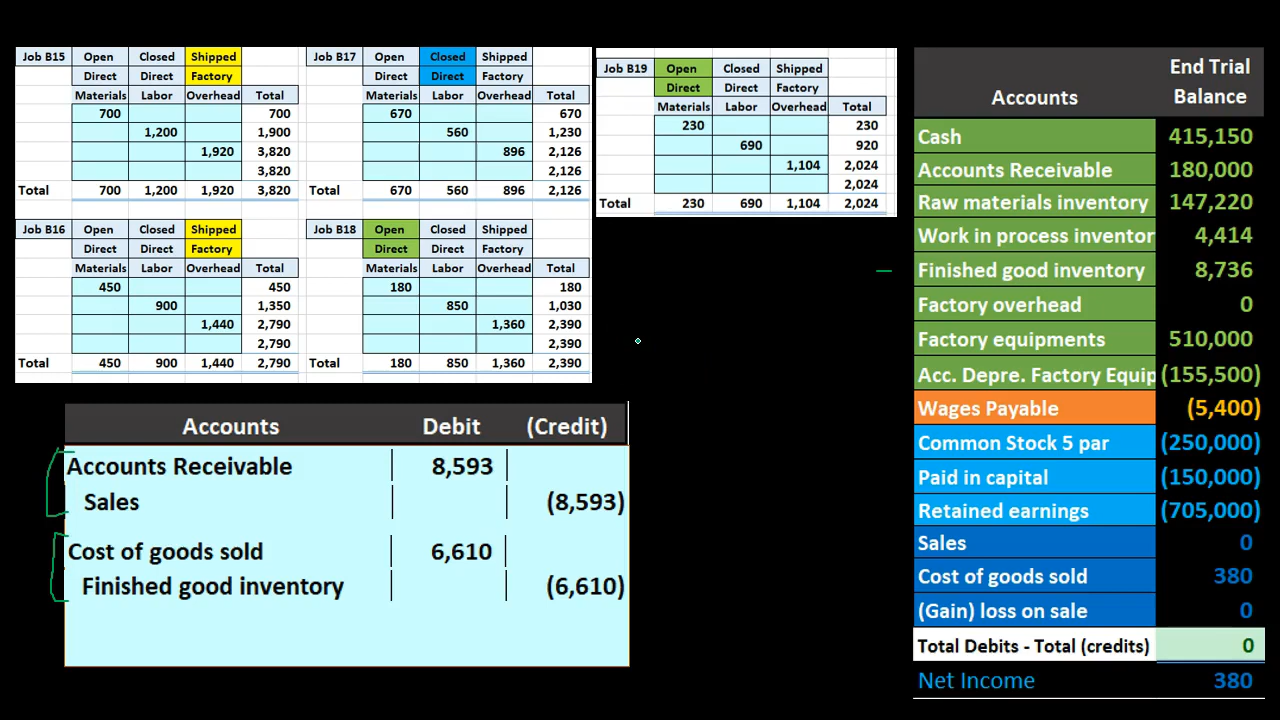 Job B15 Open Closed Shipped
Direct Direct Factory
Materials Labor Overhead Total
700 700
1,200 1,900
1,920 3,820
3,820
Total 700 1,200 1,920 3,820
Job B17 Open Closed Shipped
Direct Direct Factory
Materials Labor Overhead Total
670 670
560 1,230
896 2,126
2,126
Total 670 560 896 2,126
Job B19 Open Closed Shipped
Direct Direct Factory
Materials Labor Overhead Total
230 230
690 920
1,104 2,024
2,024
Total 230 690 1,104 2,024
Job B16 Open Closed Shipped
Direct Direct Factory
Materials Labor Overhead Total
450 450
900 1,350
1,440 2,790
2,790
Total 450 900 1,440 2,790
Job B18 Open Closed Shipped
Direct Direct Factory
Materials Labor Overhead Total
180 180
850 1,030
1,360 2,390
2,390
Total 180 850 1,360 2,390
Accounts Debit (Credit)
Accounts Receivable 8,593
Sales (8,593)
Cost of goods sold 6,610
Finished good inventory (6,610)
End Trial
Accounts Balance
Cash 415,150
Accounts Receivable 180,000
Raw materials inventory 147,220
Work in process inventor 4,414
Finished good inventory 8,736
Factory overhead 0
Factory equipments 510,000
Acc. Depre. Factory Equip (155,500)
Wages Payable (5,400)
Common Stock 5 par (250,000)
Paid in capital (150,000)
Retained earnings (705,000)
Sales 0
Cost of goods sold 380
(Gain) loss on sale 0
Total Debits - Total (credits) 0
Net Income 380